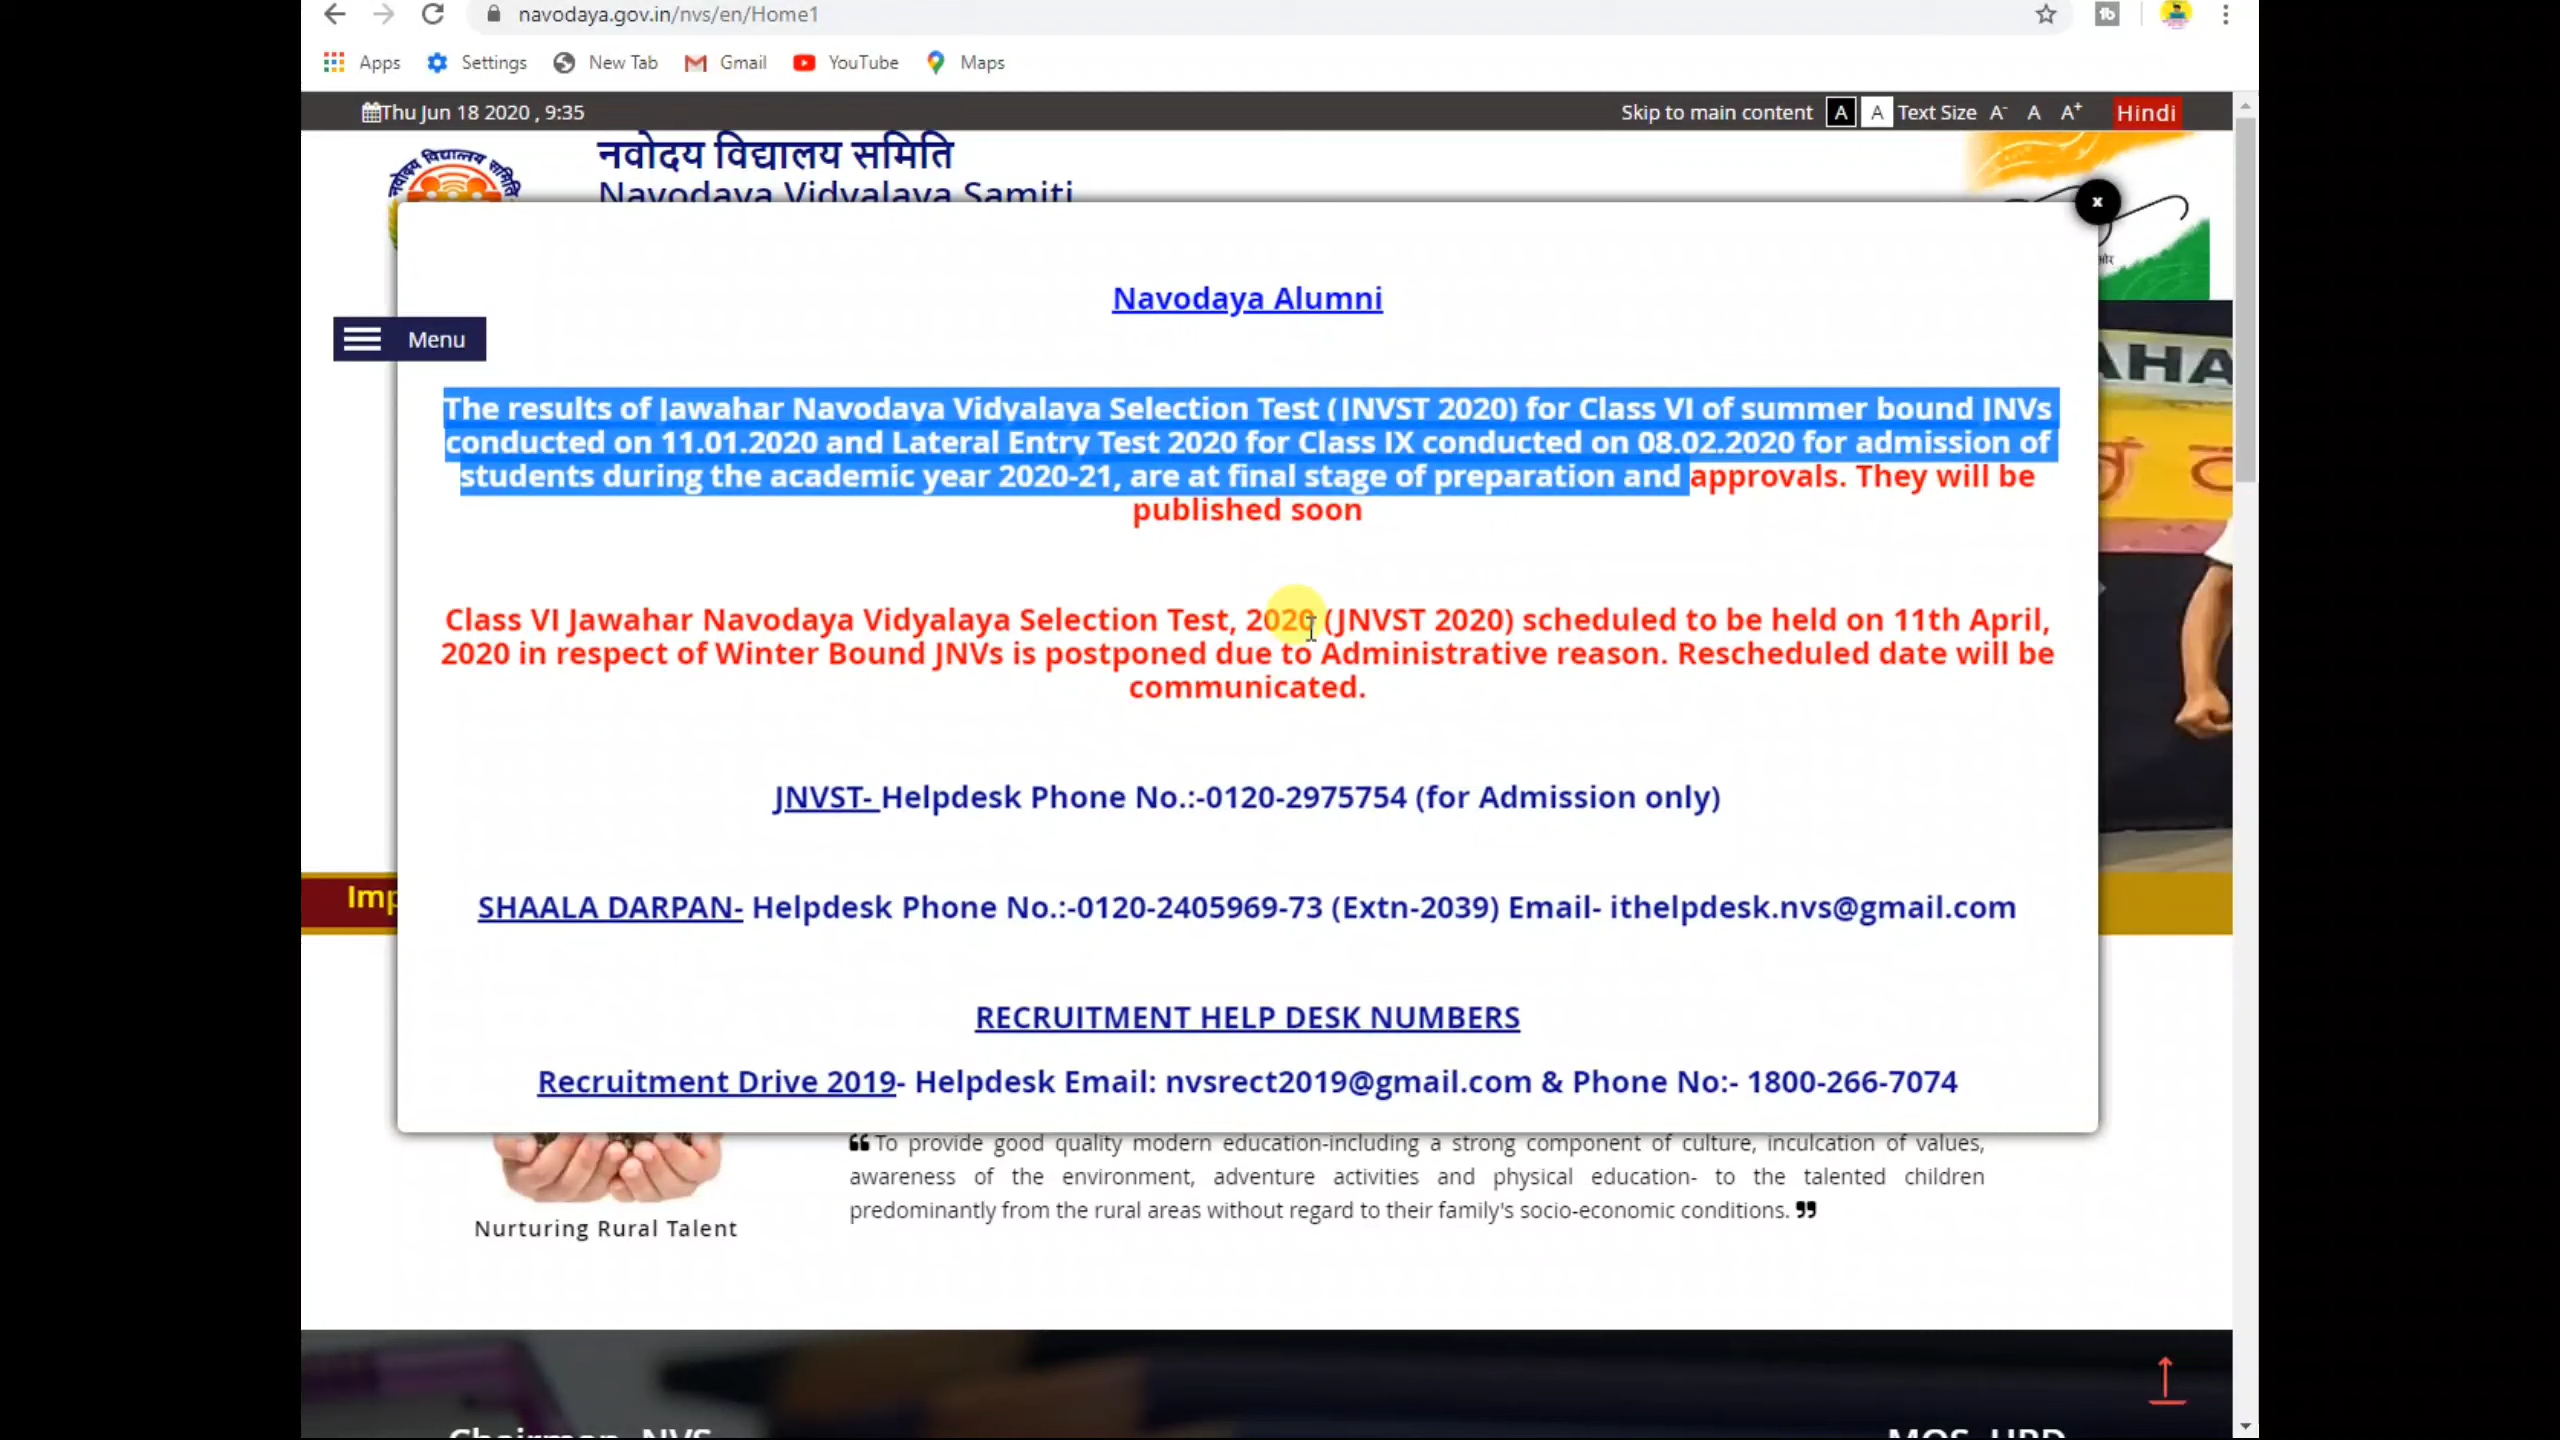 navodaya.gov.in/nvs/en/Home1
Apps Settings New Tab Gmail YouTube Maps
Thu Jun 18 2020 , 9:35 Skip to main content A A Text Size A- A A+ Hindi
नवोदय विद्यालय समिति
नवोदय विद्यालय समिति
Navodaya Vidyalaya Samiti
x
Navodaya Alumni
Menu
The results of Jawahar Navodaya Vidyalaya Selection Test (JNVST 2020) for Class VI of summer bound JNVs
conducted on 11.01.2020 and Lateral Entry Test 2020 for Class IX conducted on 08.02.2020 for admission of
students during the academic year 2020-21, are at final stage of preparation and approvals. They will be
published soon
Class VI Jawahar Navodaya Vidyalaya Selection Test, 2020 (JNVST 2020) scheduled to be held on 11th April,
2020 in respect of Winter Bound JNVs is postponed due to Administrative reason. Rescheduled date will be
communicated.
JNVST- Helpdesk Phone No.:-0120-2975754 (for Admission only)
SHAALA DARPAN- Helpdesk Phone No.:-0120-2405969-73 (Extn-2039) Email- ithelpdesk.nvs@gmail.com
RECRUITMENT HELP DESK NUMBERS
Recruitment Drive 2019- Helpdesk Email: nvsrect2019@gmail.com & Phone No:- 1800-266-7074
❝To provide good quality modern education-including a strong component of culture, inculcation of values,
awareness of the environment, adventure activities and physical education- to the talented children
predominantly from the rural areas without regard to their family's socio-economic conditions. ❞
Nurturing Rural Talent